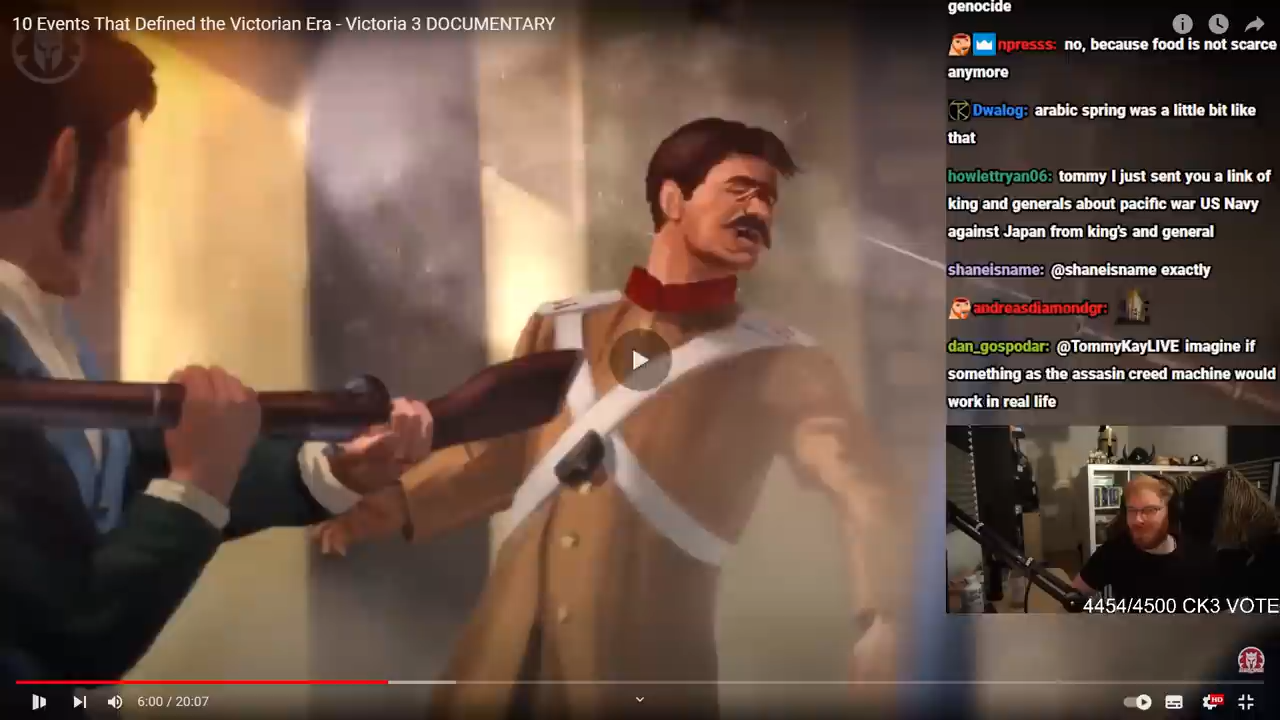 10 Events That Defined the Victorian Era - Victoria 3 DOCUMENTARY
genocide
npresss: no, because food is not scarce
anymore
Dwalog: arabic spring was a little bit like
that
howlettryan06: tommy I just sent you a link of
king and generals about pacific war US Navy
against Japan from king's and general
shaneisname: @shaneisname exactly
andreasdiamondgr:
dan_gospodar: @TommyKayLIVE imagine if
something as the assasin creed machine would
work in real life
4454/4500 CK3 VOTE
6:00 / 20:07
HD